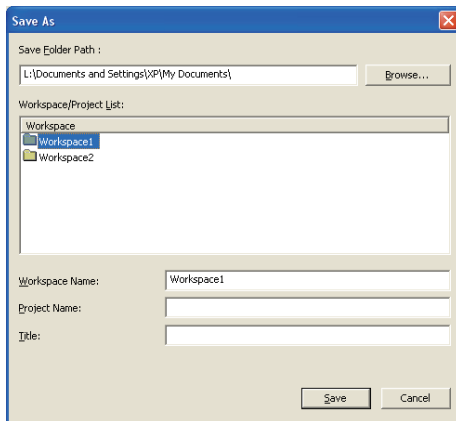 Save As
Save Folder Path :
L:\Documents and Settings\XP\My Documents\
Browse...
Workspace/Project List:
Workspace
Workspace1
Workspace2
Workspace Name:
Workspace1
Project Name:
Title:
Save
Cancel